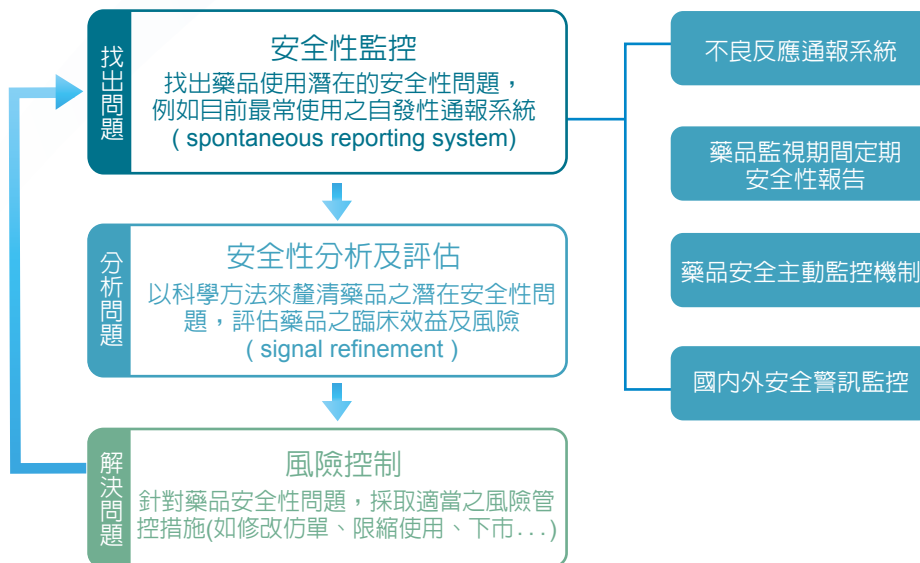 找出問題
安全性監控
找出藥品使用潛在的安全性問題，
例如目前最常使用之自發性通報系統
( spontaneous reporting system)
不良反應通報系統
藥品監視期間定期
安全性報告
藥品安全主動監控機制
國內外安全警訊監控
分析問題
安全性分析及評估
以科學方法來釐清藥品之潛在安全性問
題，評估藥品之臨床效益及風險
( signal refinement )
解決問題
風險控制
針對藥品安全性問題，採取適當之風險管
控措施(如修改仿單、限縮使用、下市...)